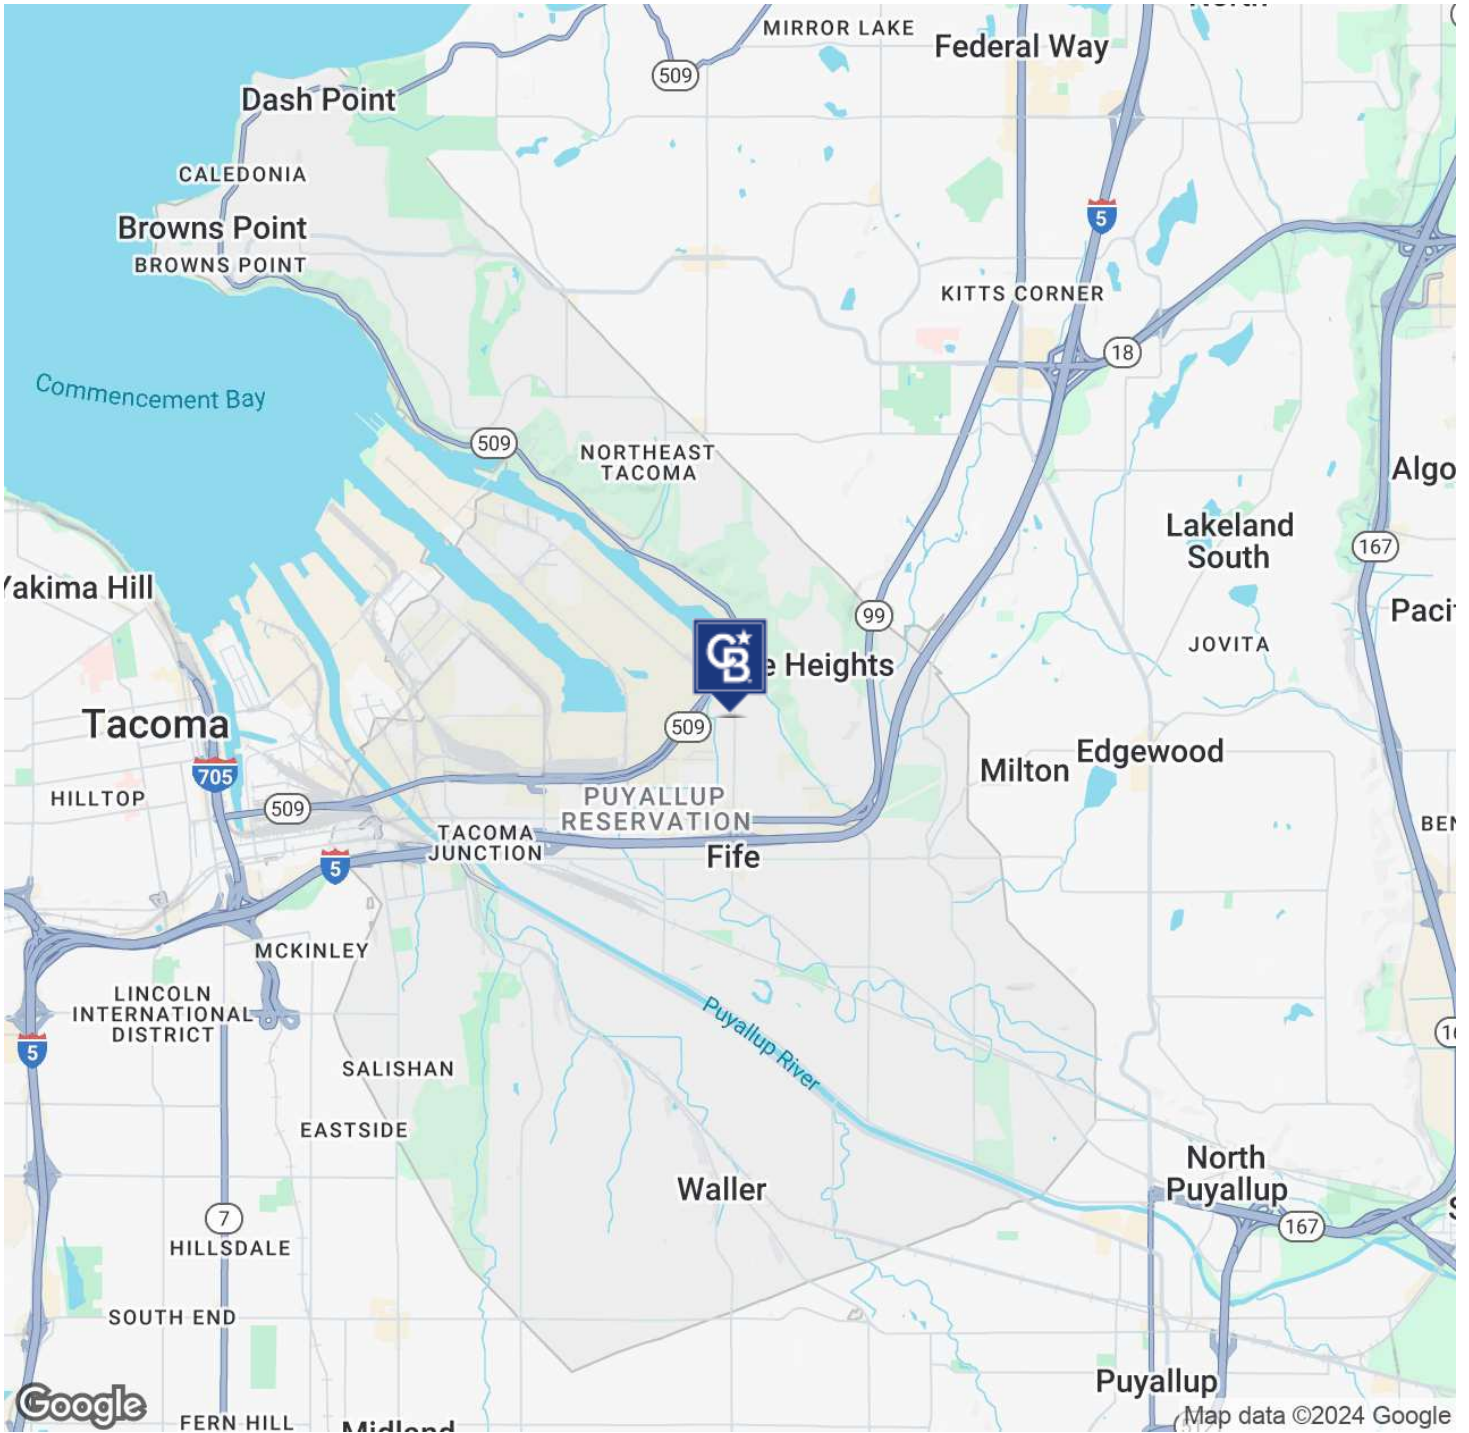 MIRROR LAKE
Federal Way
509
Dash Point
CALEDONIA
5
Browns Point
BROWNS POINT
KITTS CORNER
18
Commencement Bay
509
NORTHEAST
TACOMA
Algo
Lakeland
South
167
Yakima Hill
99
Paci
JOVITA
CB
e Heights
Tacoma
509
Edgewood
Milton
705
HILLTOP
509
PUYALLUP
RESERVATION
TACOMA
JUNCTION
BEN
Fife
5
MCKINLEY
LINCOLN
INTERNATIONAL
DISTRICT
Puyallup River
5
SALISHAN
EASTSIDE
North
Puyallup
Waller
7
167
HILLSDALE
SOUTH END
Puyallup
Google
FERN HILL
Midland
Map data ©2024 Google